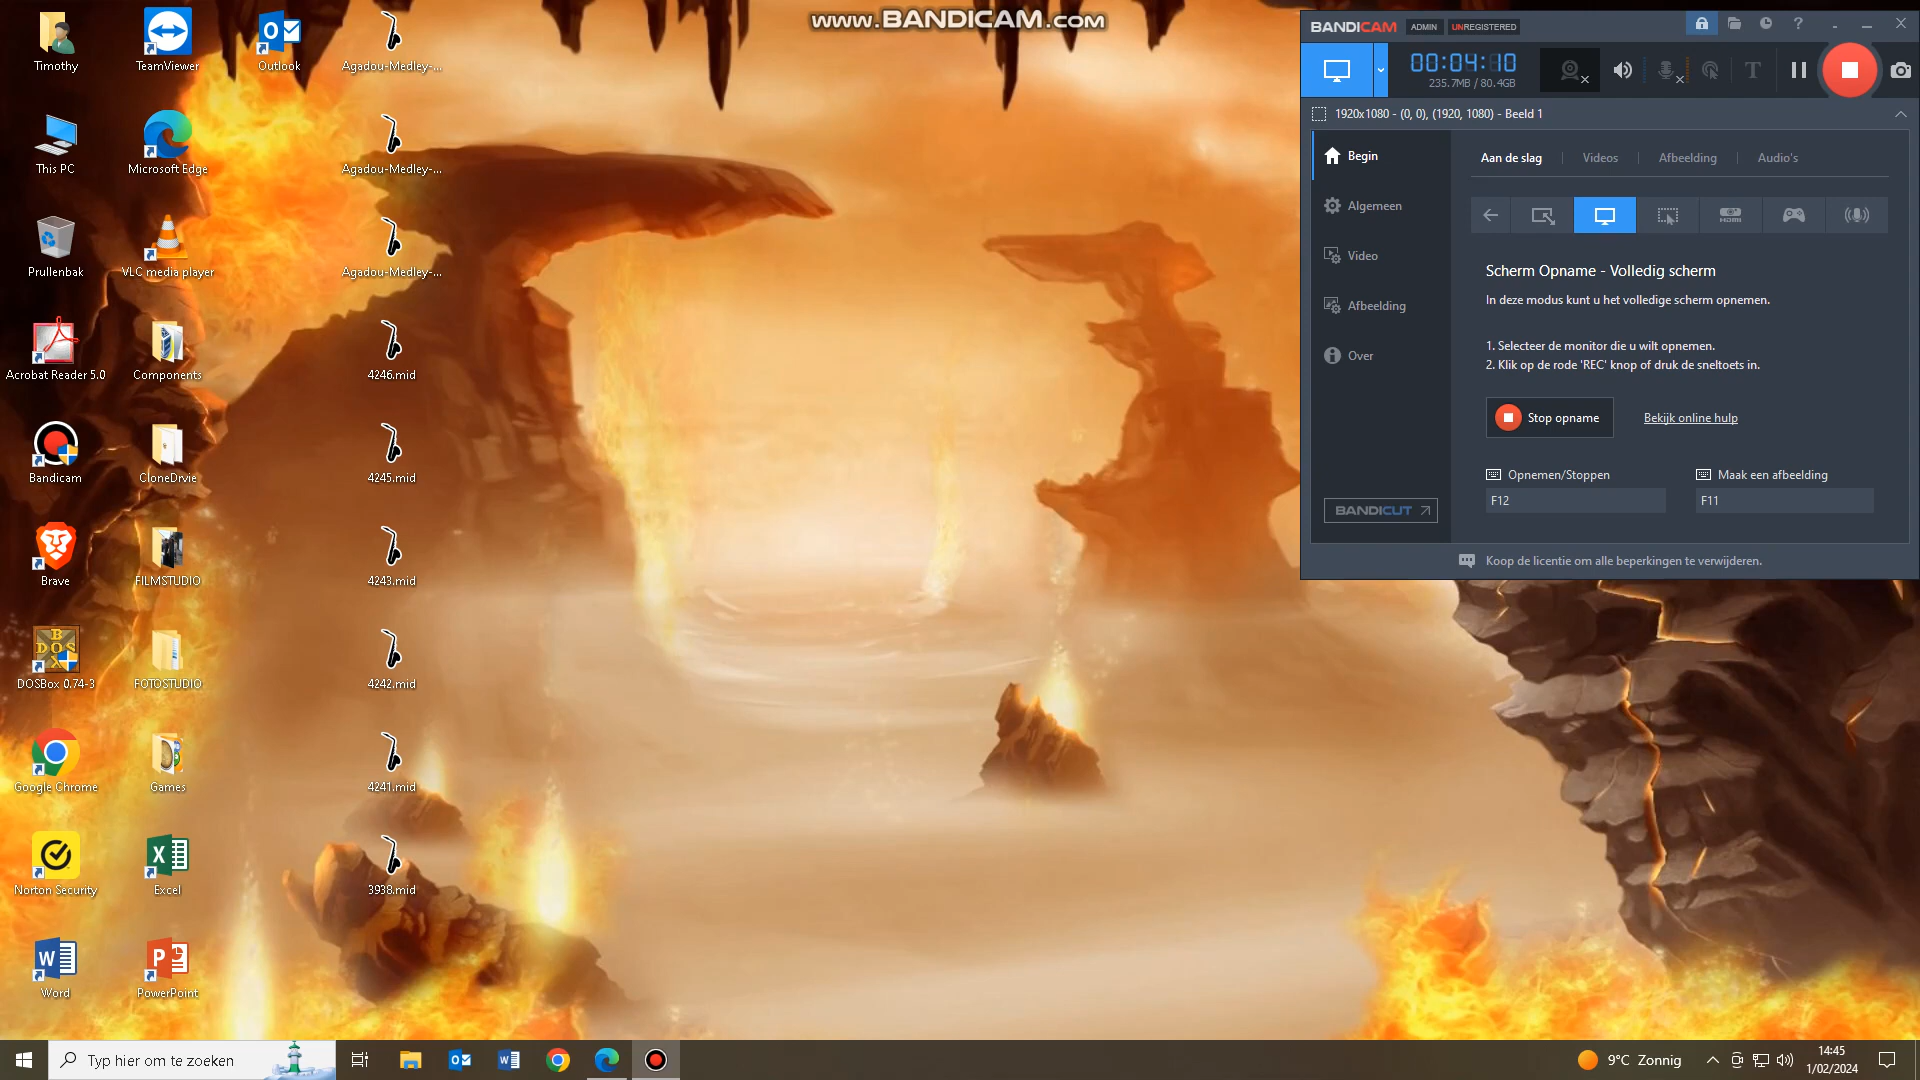 www.BANDICAM.com
Timothy
TeamViewer
Outlook
Agadou-Medley-...
This PC
Microsoft Edge
Agadou-Medley-...
Prullenbak
VLC media player
Agadou-Medley-...
Acrobat Reader 5.0
Components
4246.mid
Bandicam
CloneDrvie
4245.mid
Brave
FILMSTUDIO
4243.mid
DOSBox 0.74-3
FOTOSTUDIO
4242.mid
Google Chrome
Games
4241.mid
Norton Security
Excel
3938.mid
Word
PowerPoint
BANDICAM ADMIN UNREGISTERED
00:04:10
235.7MB / 80.4GB
1920x1080 - (0, 0), (1920, 1080) - Beeld 1
Begin
Algemeen
Video
Afbeelding
Over
BANDICUT
Aan de slag
Videos
Afbeelding
Audio's
HDMI
Scherm Opname - Volledig scherm
In deze modus kunt u het volledige scherm opnemen.
1. Selecteer de monitor die u wilt opnemen.
2. Klik op de rode 'REC' knop of druk de sneltoets in.
Stop opname
Bekijk online hulp
Opnemen/Stoppen
Maak een afbeelding
F12
F11
Koop de licentie om alle beperkingen te verwijderen.
Typ hier om te zoeken
9°C Zonnig
14:45
1/02/2024